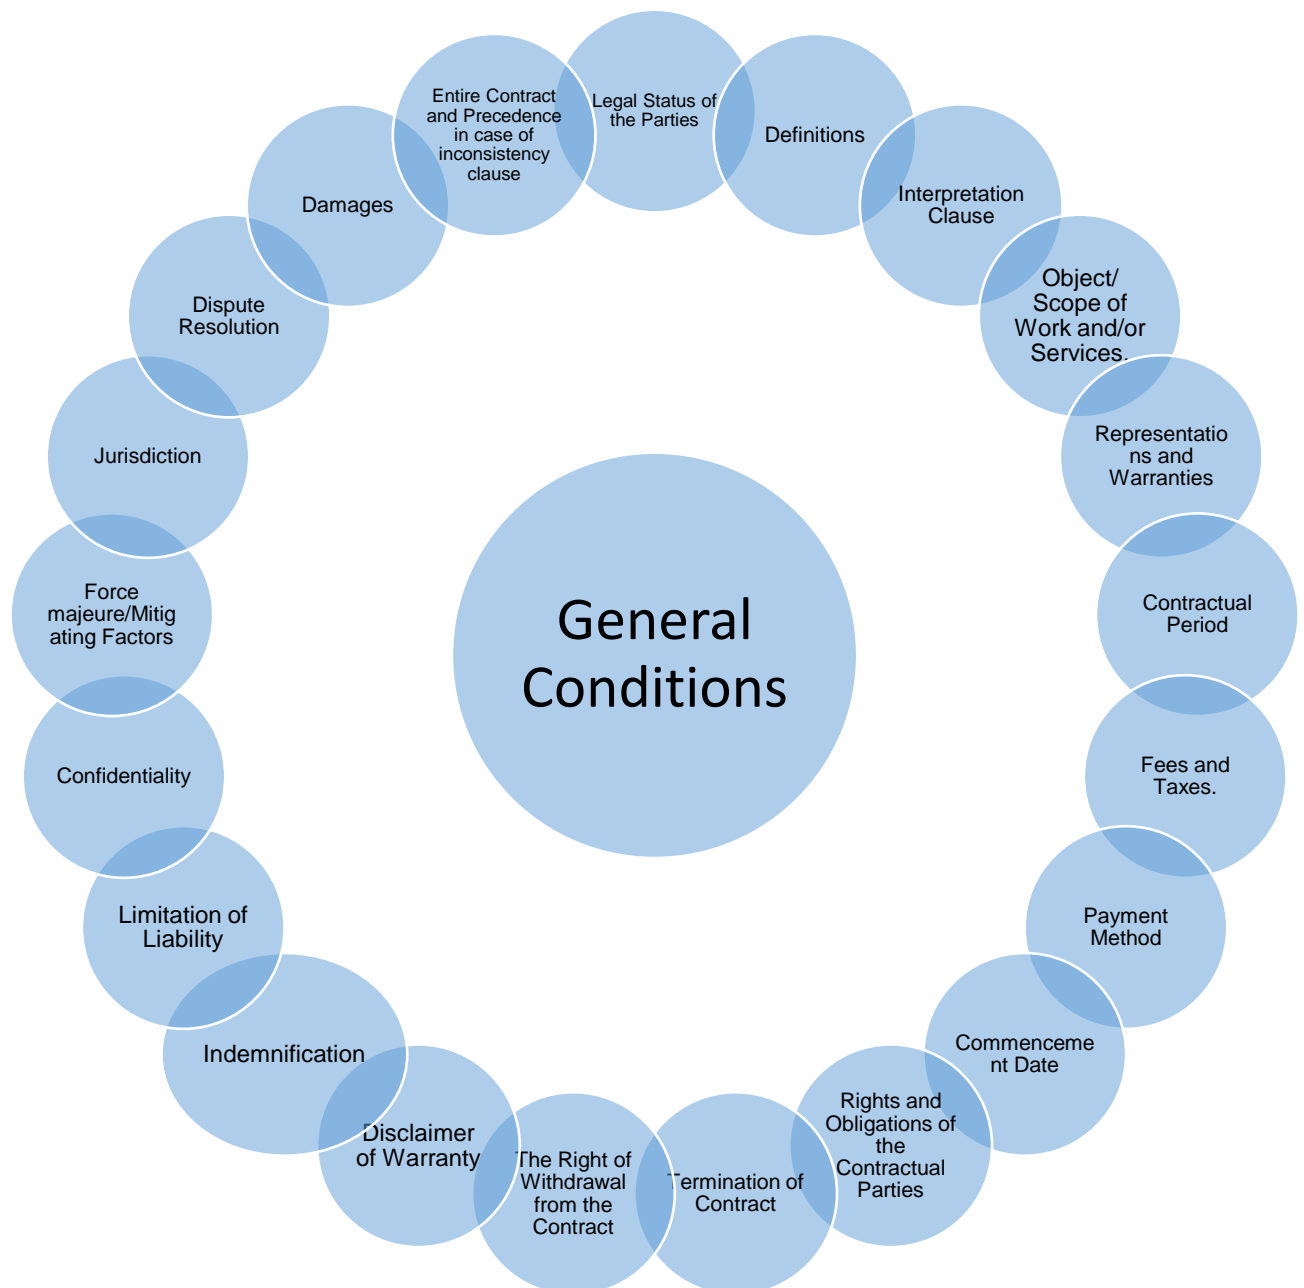 Legal Status of
the Parties
Definitions
Interpretation
Clause
Object/
Scope of
Work and/or
Services.
Representatio
ns and
Warranties
Contractual
Period
Fees and
Taxes.
Payment
Method
Commenceme
nt Date
Rights and
Obligations of
the
Contractual
Parties
Termination of
Contract
The Right of
Withdrawal
from the
Contract
Disclaimer
of Warranty
Indemnification
Limitation of
Liability
Confidentiality
Force
majeure/Mitig
ating Factors
Jurisdiction
Dispute
Resolution
Damages
Entire Contract
and Precedence
in case of
inconsistency
clause
General
Conditions